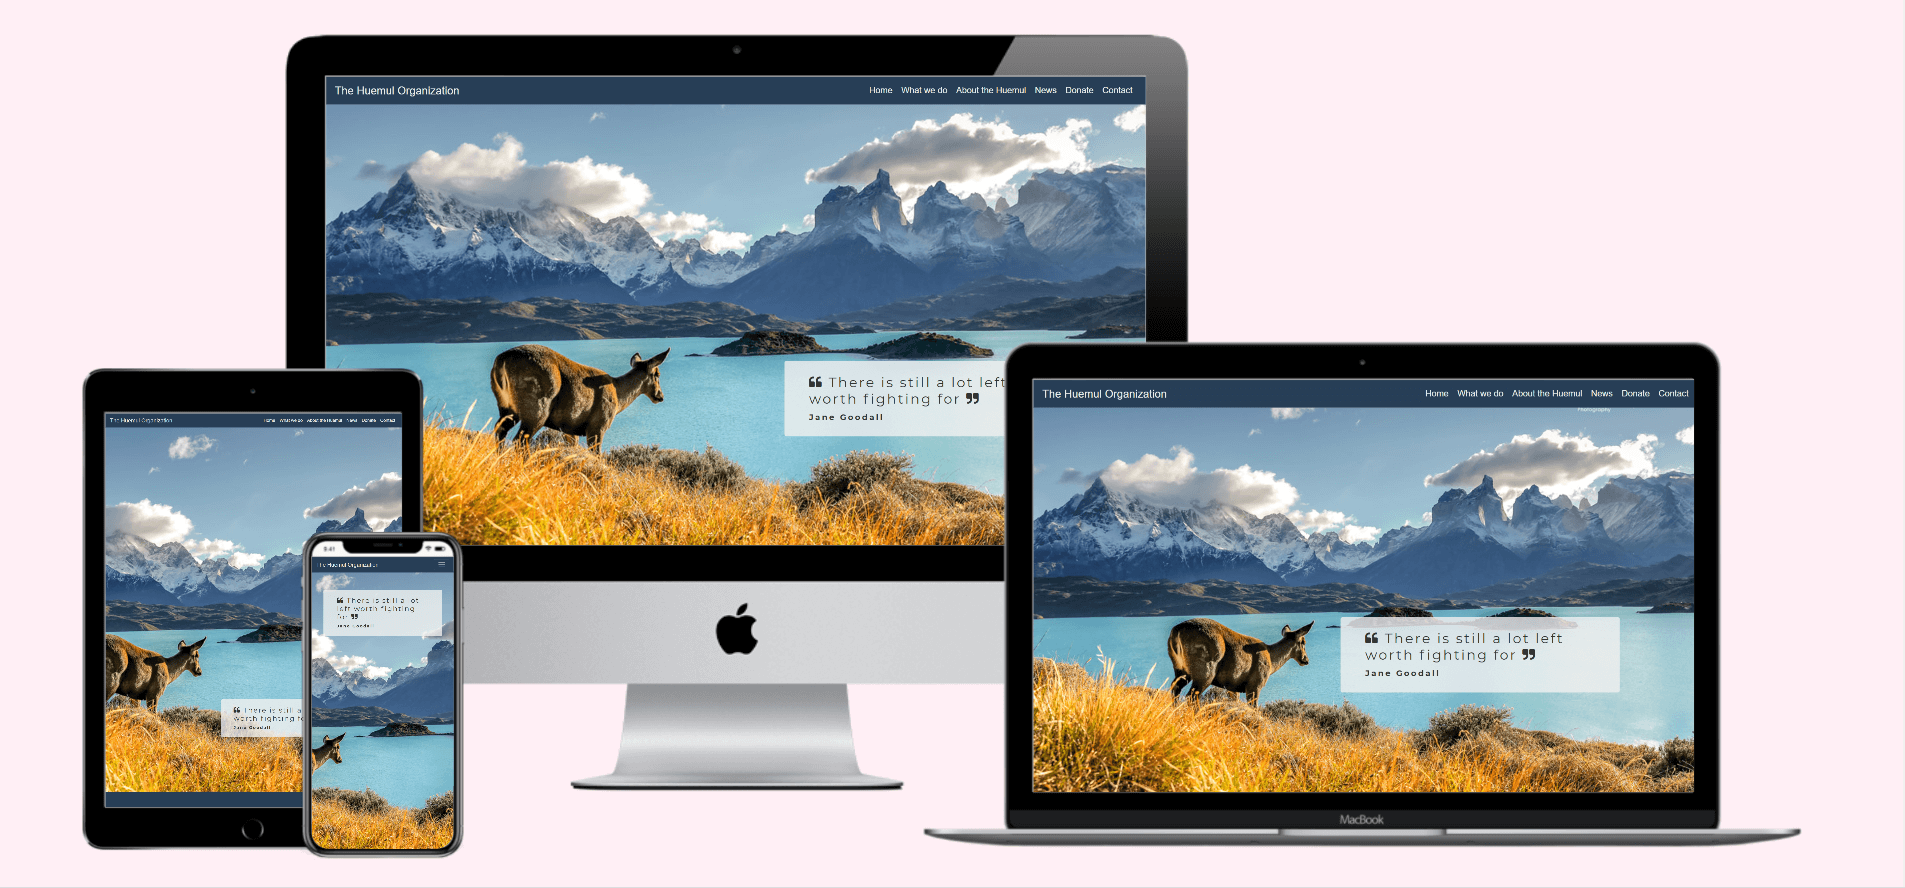 The Huemul Organization
Home What we do About the Huemul News Donate Contact
❝ There is still a lot left
worth fighting for ❞
Jane Goodall
The Huemul Organization
Home What we do About the Huemul News Donate Contact
Photography
❝ There is still a lot left
worth fighting for ❞
Jane Goodall
MacBook
The Huemul Organization
Home What we do About the Huemul News Donate Contact
❝ There is still a
worth fighting fo
Jane Goodall
9:41
The Huemul Organization
❝ There is still a lot
left worth fighting
for ❞
Jane Goodall